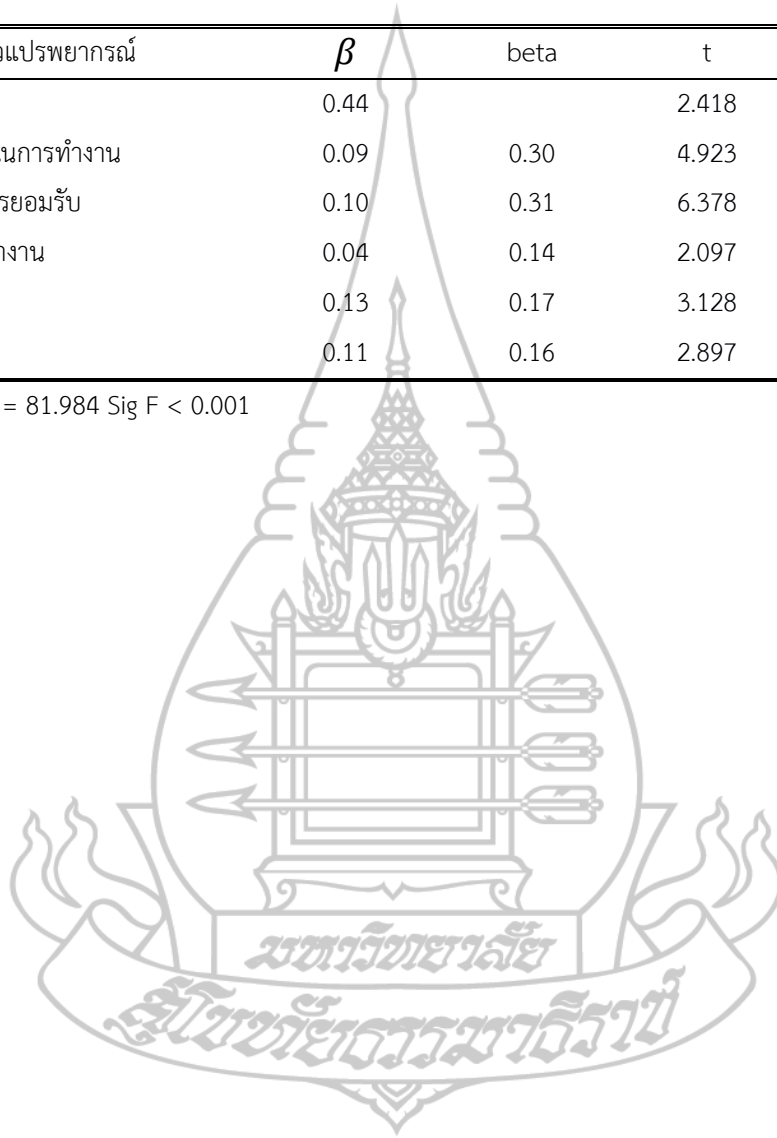 วแปรพยากรณ์ β beta t
0.44 2.418
นการทำงาน 0.09 0.30 4.923
รยอมรับ 0.10 0.31 6.378
างาน 0.04 0.14 2.097
0.13 0.17 3.128
0.11 0.16 2.897
= 81.984 Sig F < 0.001
มหาวิทยาลัย
สุโขทัยธรรมาธิราช